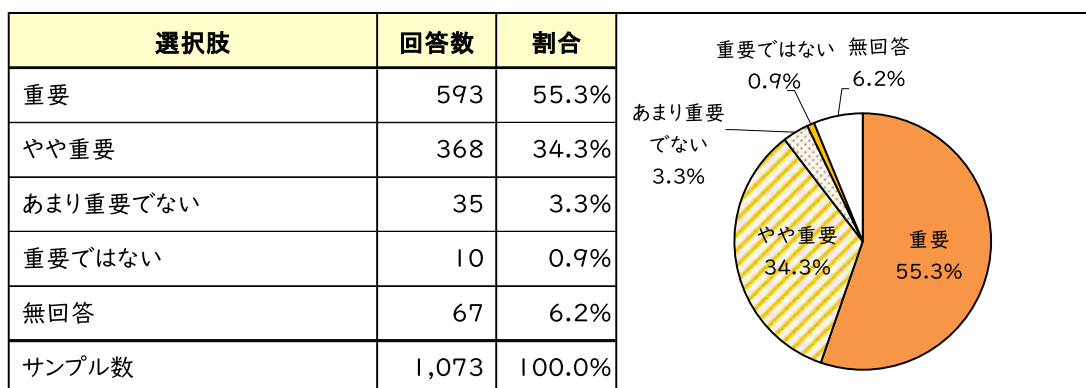 選択肢 回答数 割合
重要 593 55.3%
やや重要 368 34.3%
あまり重要でない 35 3.3%
重要ではない 10 0.9%
無回答 67 6.2%
サンプル数 1,073 100.0%
重要ではない
0.9%
無回答
6.2%
あまり重要
でない
3.3%
やや重要
34.3%
重要
55.3%